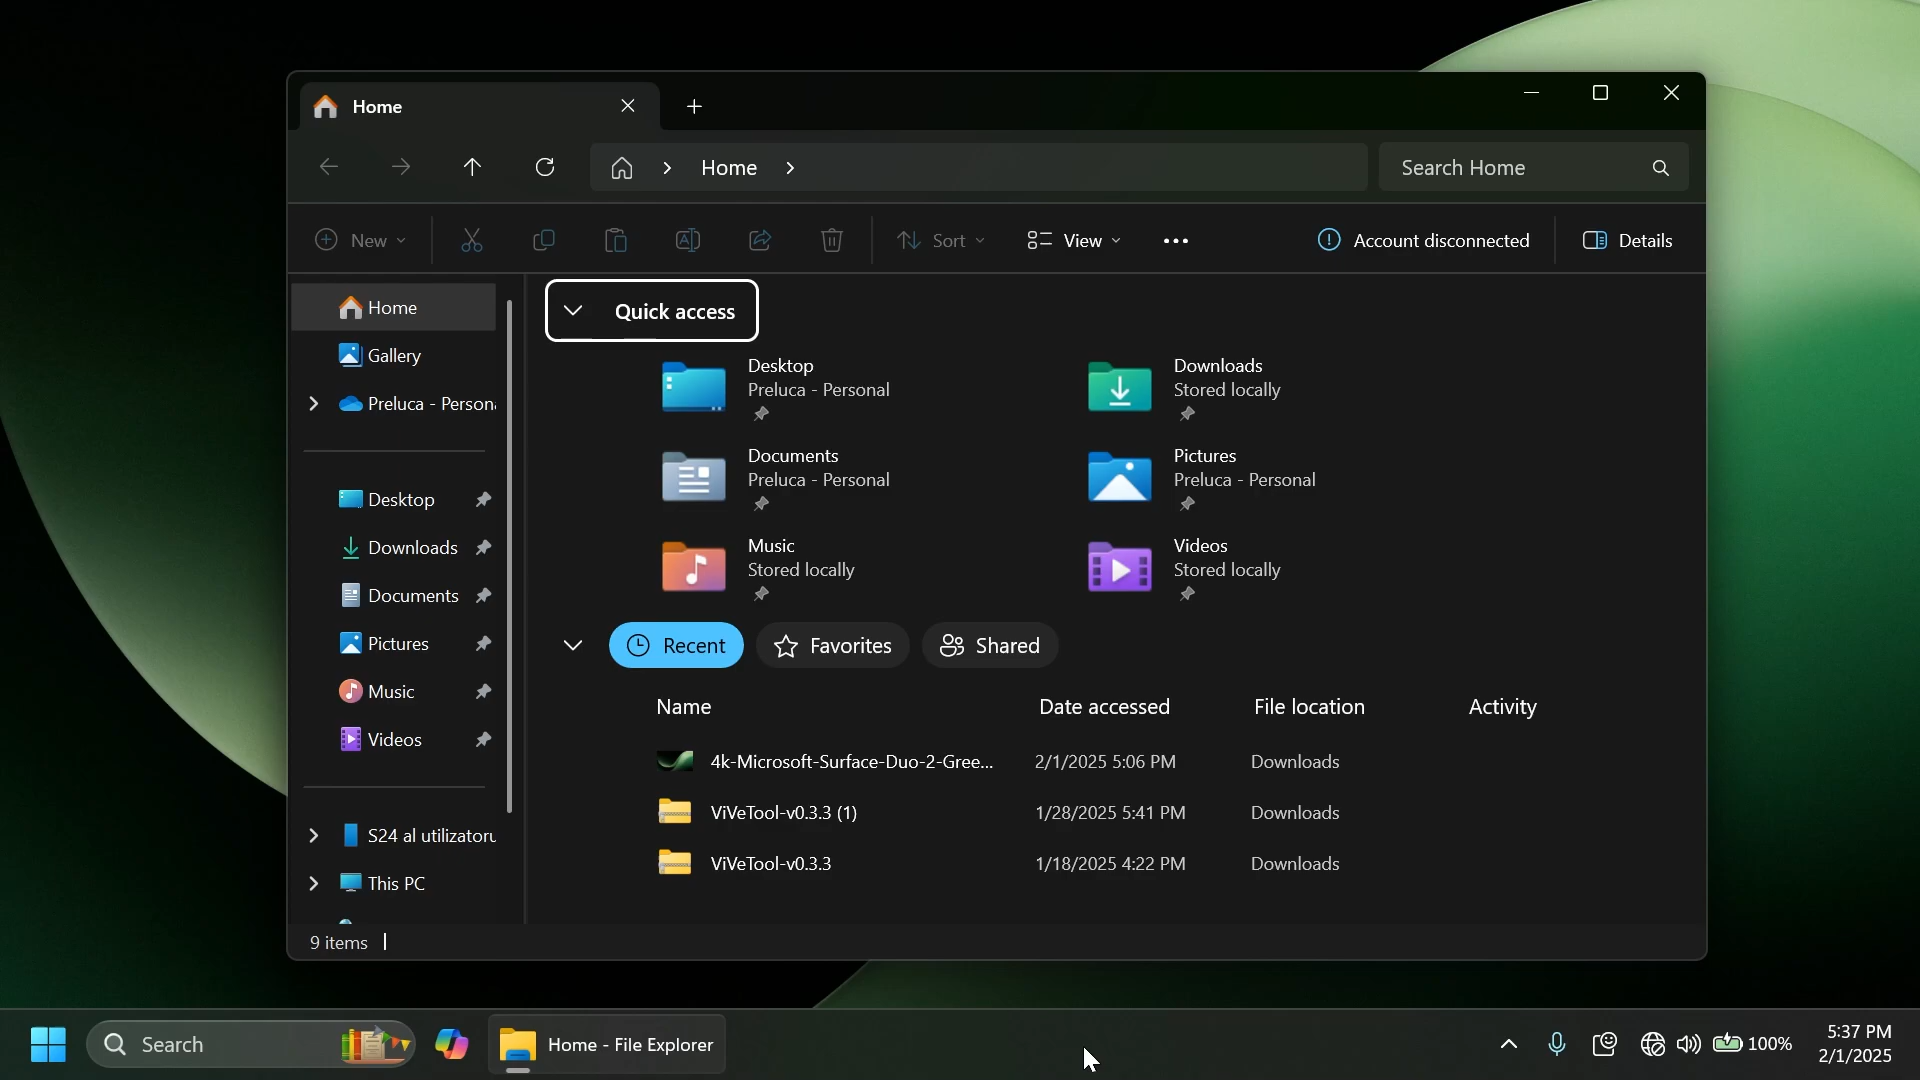 Home
Home
Search Home
New
Sort
View
Account disconnected
Details
Home
Gallery
Preluca - Persona
Desktop
Downloads
Documents
Pictures
Music
Videos
S24 al utilizatoru
This PC
Quick access
Desktop
Preluca - Personal
Downloads
Stored locally
Documents
Preluca - Personal
Pictures
Preluca - Personal
Music
Stored locally
Videos
Stored locally
Recent Favorites Shared
Name Date accessed File location Activity
4k-Microsoft-Surface-Duo-2-Gree... 2/1/2025 5:06 PM Downloads
ViVeTool-v0.3.3 (1) 1/28/2025 5:41 PM Downloads
ViVeTool-v0.3.3 1/18/2025 4:22 PM Downloads
9 items
Search
Home - File Explorer
100%
5:37 PM
2/1/2025